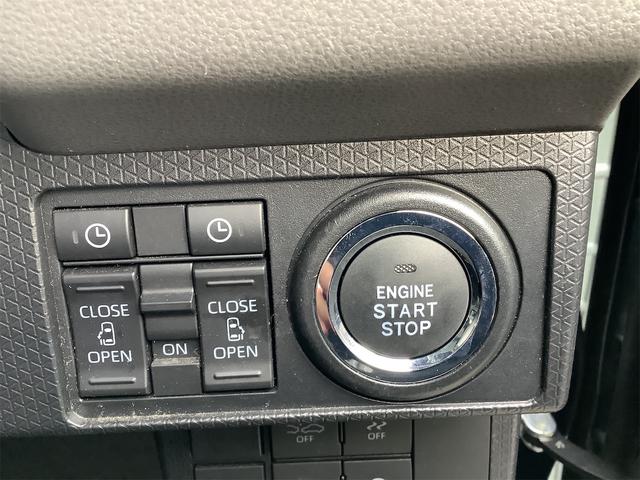 CLOSE
OPEN
ON
CLOSE
OPEN
ENGINE
START
STOP
OFF
OFF